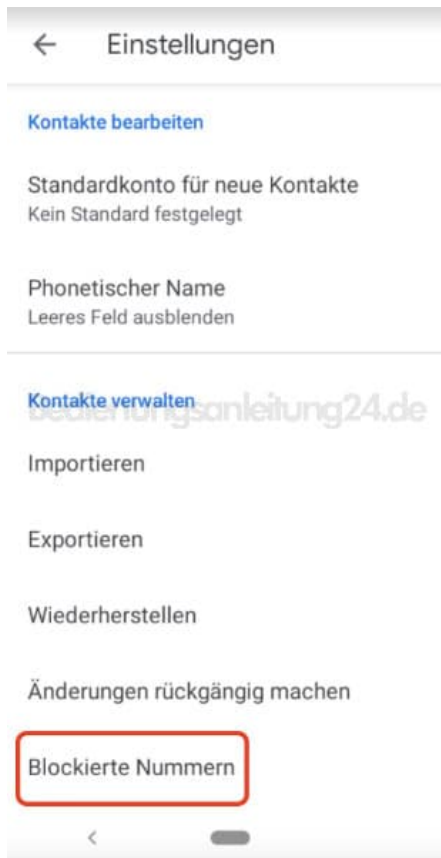 Einstellungen
Kontakte bearbeiten
Standardkonto für neue Kontakte
Kein Standard festgelegt
Phonetischer Name
Leeres Feld ausblenden
Kontakte verwalten
bedienungsanleitung24.de
Importieren
Exportieren
Wiederherstellen
Änderungen rückgängig machen
Blockierte Nummern